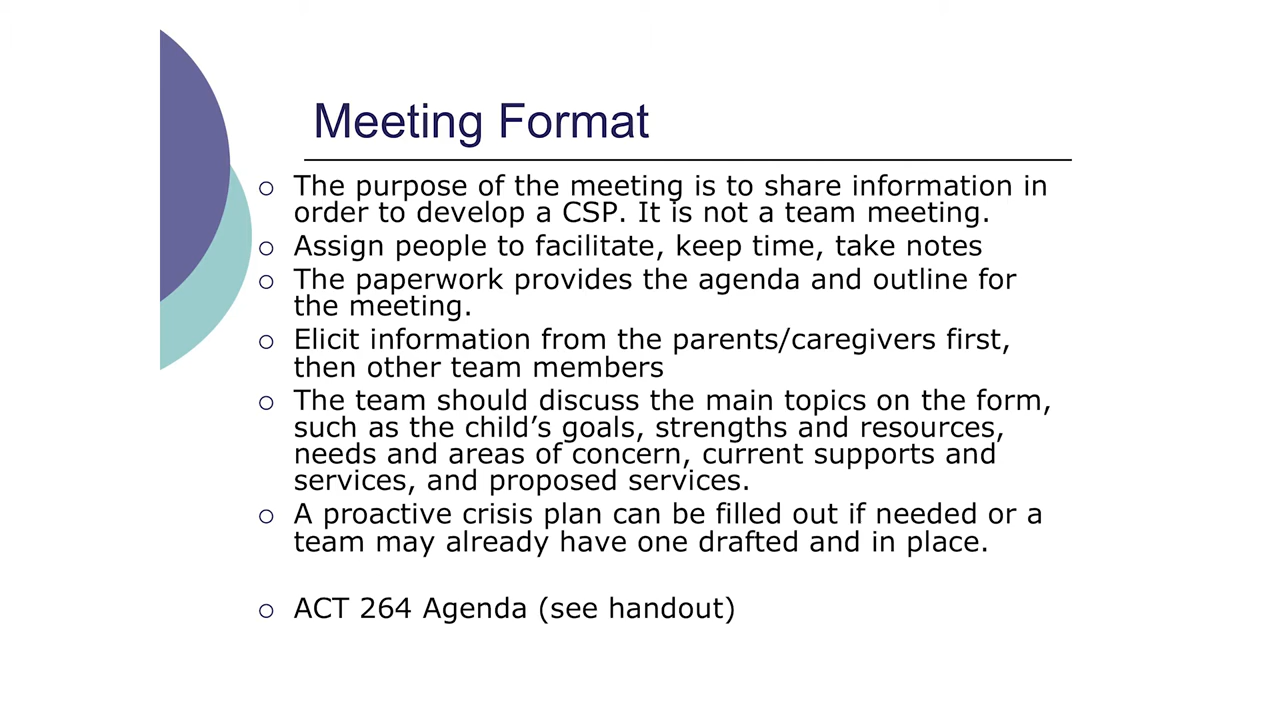 Meeting Format
The purpose of the meeting is to share information in
order to develop a CSP. It is not a team meeting.
Assign people to facilitate, keep time, take notes
The paperwork provides the agenda and outline for
the meeting.
Elicit information from the parents/caregivers first,
then other team members
The team should discuss the main topics on the form,
such as the child’s goals, strengths and resources,
needs and areas of concern, current supports and
services, and proposed services.
A proactive crisis plan can be filled out if needed or a
team may already have one drafted and in place.
ACT 264 Agenda (see handout)